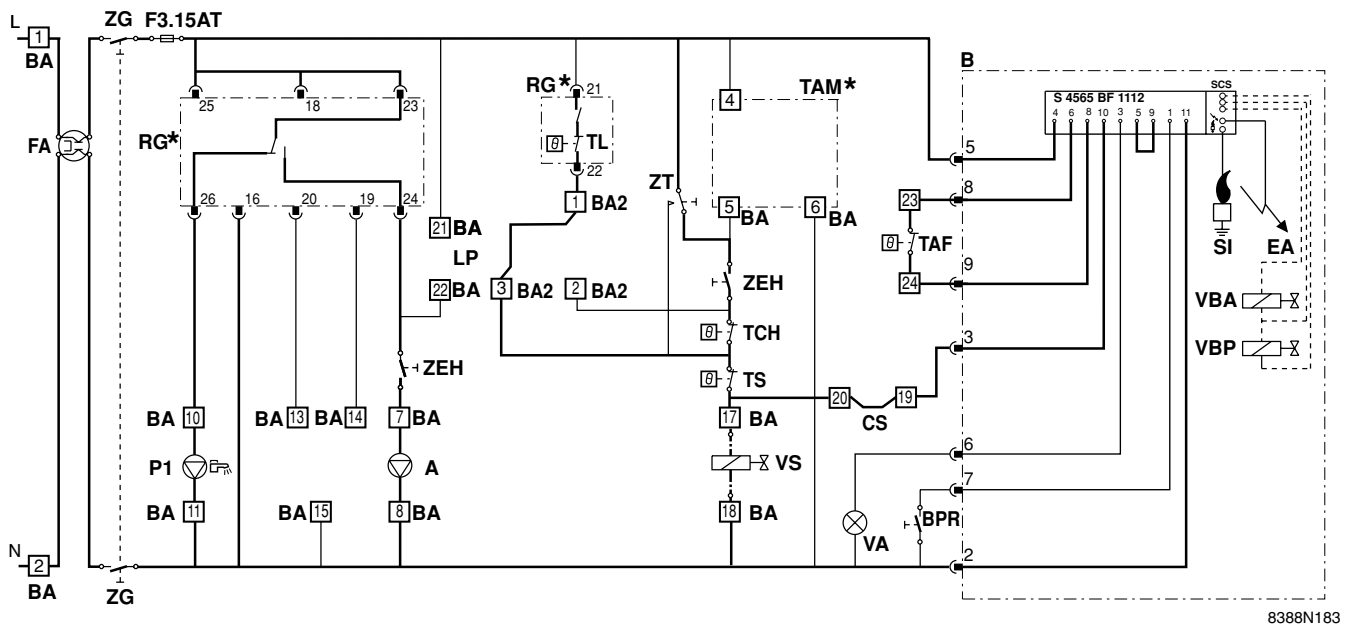 L
ZG F3.15AT
1
BA
B
SCS
S 4565 BF 1112
4 6 8 10 3 5 9 1 11
RG* 21
TAM*
4
25 18 23
RG*
FA
θ TL
22
ZT
5
8
23
1 BA2
26 16 20 19 24
5 BA 6 BA
21 BA
LP
θ TAF
SI EA
9
24
ZEH
22 BA
3 BA2 2 BA2
VBA
θ TCH
3
VBP
ZEH
θ TS
20 19
CS
BA 10 BA 13 BA 14 7 BA
17 BA
6
P1 A
VS
7
BA 11 BA 15 8 BA
18 BA
VA
BPR
N
2
BA
ZG
2
8388N183